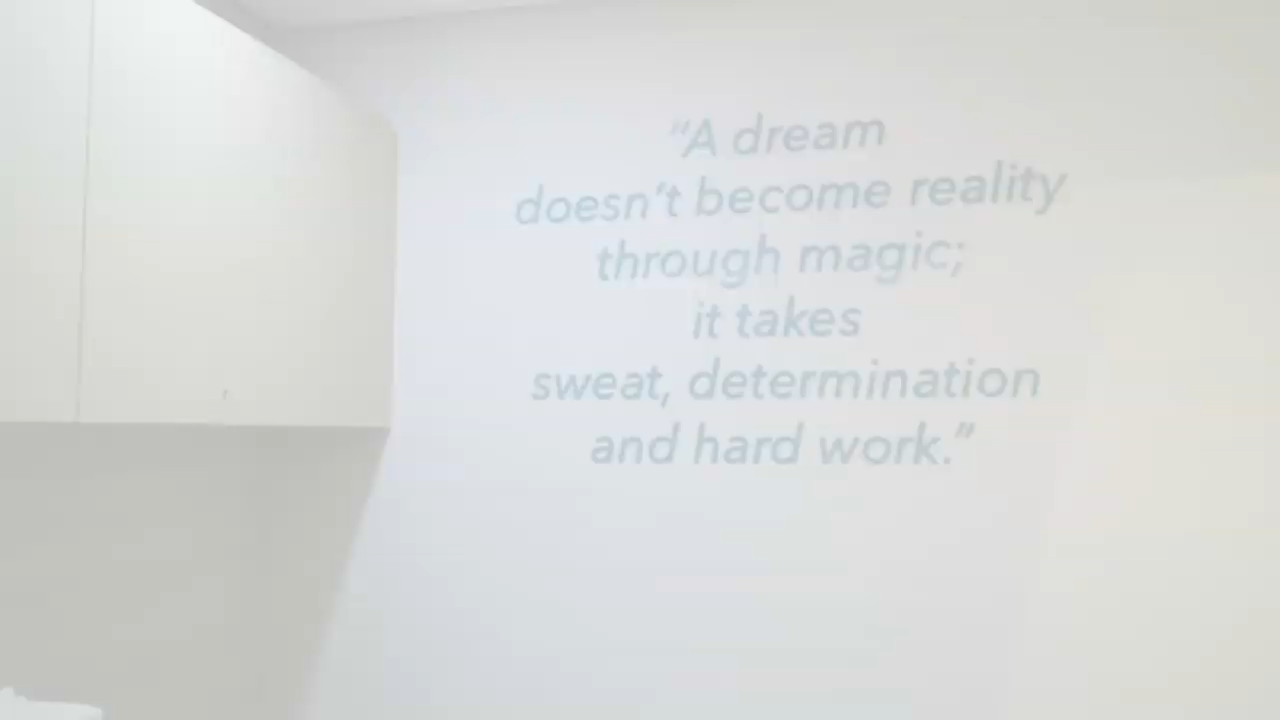 “A dream
doesn’t become reality
through magic;
it takes
sweat, determination
and hard work.”